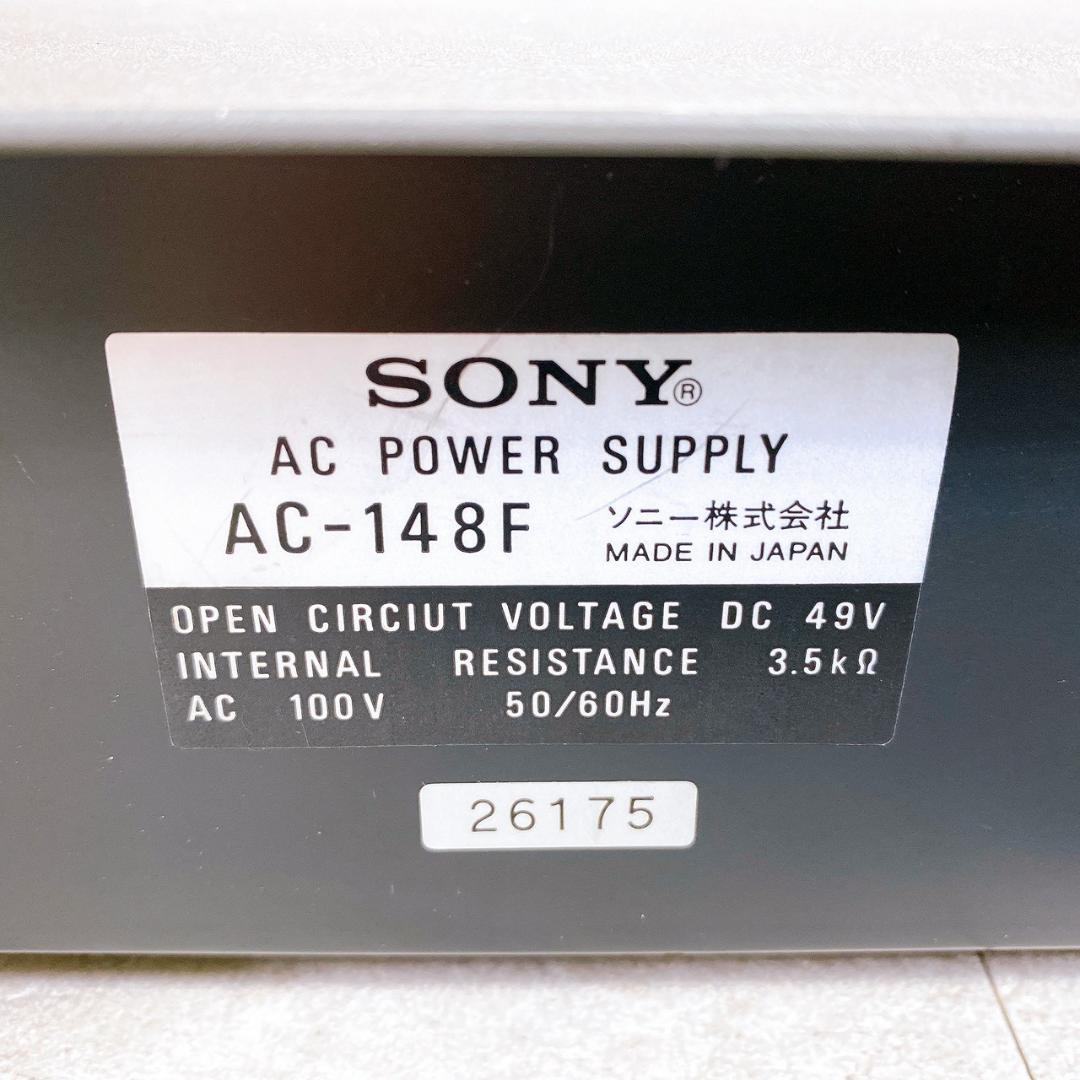 SONY®
AC POWER SUPPLY
AC-148F
ソニー株式会社
MADE IN JAPAN
OPEN CIRCIUT VOLTAGE DC 49V
INTERNAL RESISTANCE 3.5kΩ
AC 100V 50/60Hz
26175